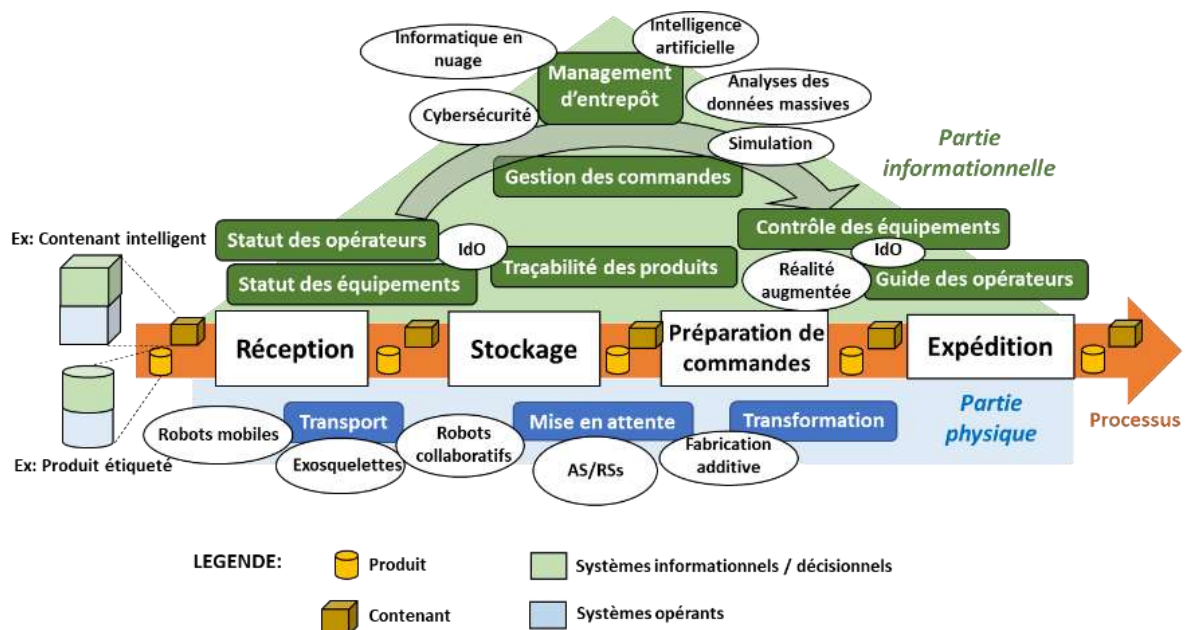 Informatique en
nuage
Intelligence
artificielle
Management
d'entrepôt
Analyses des
données massives
Cybersécurité
Simulation
Partie
informationnelle
Gestion des commandes
Ex: Contenant intelligent
Statut des opérateurs
IdO
Statut des équipements
Traçabilité des produits
Contrôle des équipements
IdO
Réalité
augmentée
Guide des opérateurs
Réception
Stockage
Préparation de
commandes
Expédition
Processus
Ex: Produit étiqueté
Robots mobiles
Transport
Exosquelettes
Robots
collaboratifs
Mise en attente
AS/RSs
Transformation
Fabrication
additive
Partie
physique
LEGENDE:
Produit
Systèmes informationnels / décisionnels
Contenant
Systèmes opérants